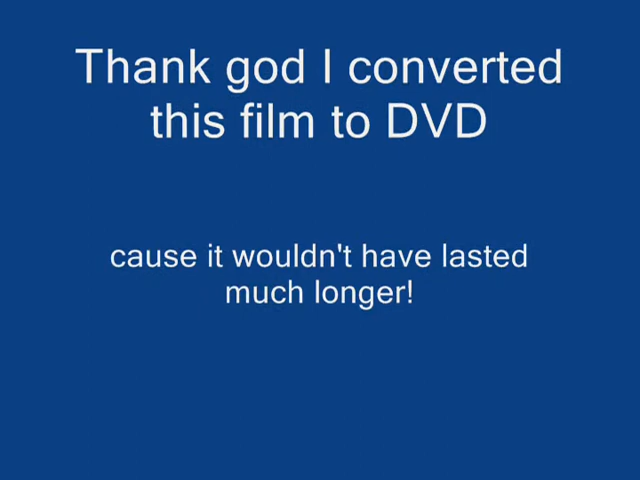 Thank god I converted
this film to DVD
cause it wouldn't have lasted
much longer!